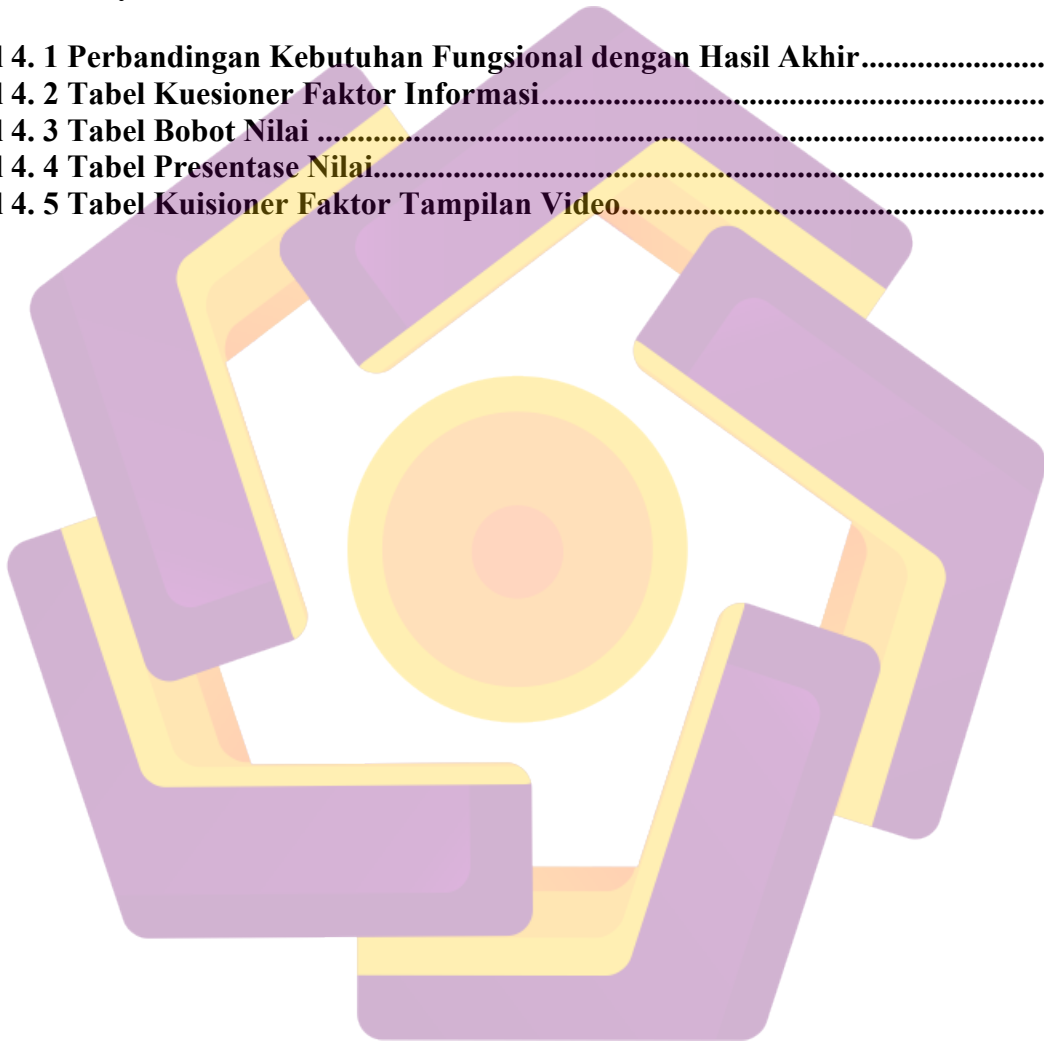 l 4. 1 Perbandingan Kebutuhan Fungsional dengan Hasil Akhir.......................
l 4. 2 Tabel Kuesioner Faktor Informasi...............................................................
l 4. 3 Tabel Bobot Nilai ...........................................................................................
l 4. 4 Tabel Presentase Nilai....................................................................................
l 4. 5 Tabel Kuisioner Faktor Tampilan Video.....................................................